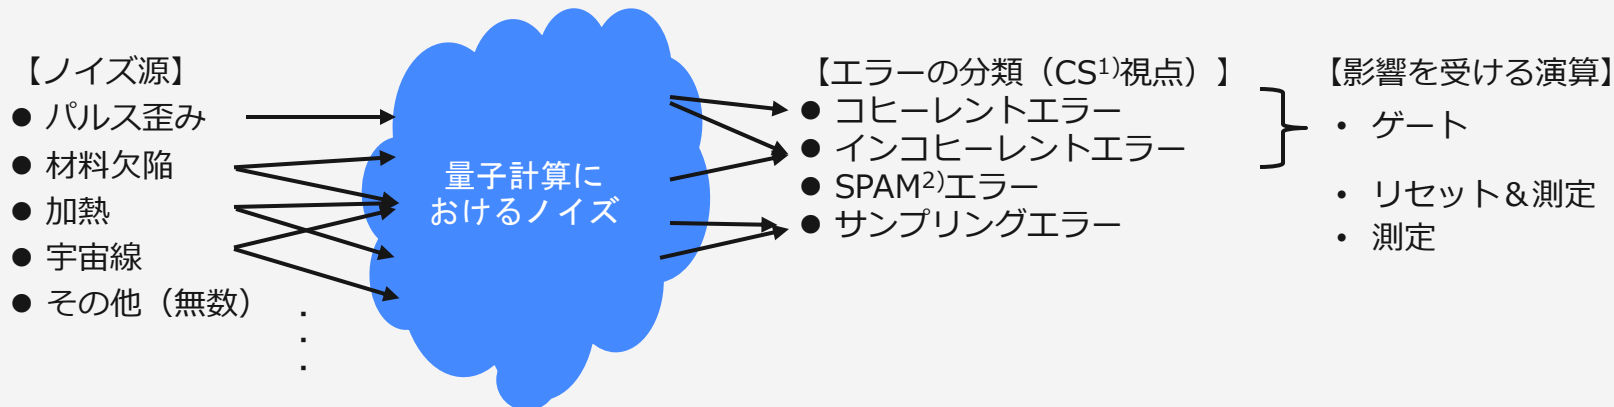 【ノイズ源】
● パルス歪み
● 材料欠陥
● 加熱
● 宇宙線
● その他（無数）
・
・
・
量子計算に
おけるノイズ
【エラーの分類（CS1)視点）】
● コヒーレントエラー
● インコヒーレントエラー
● SPAM2)エラー
● サンプリングエラー
【影響を受ける演算】
・ ゲート
・ リセット＆測定
・ 測定